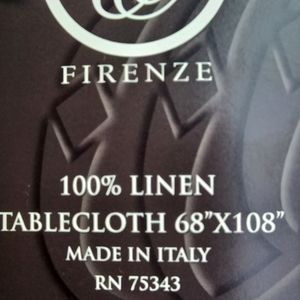 FIRENZE
100% LINEN
TABLECLOTH 68"X108"
MADE IN ITALY
RN 75343